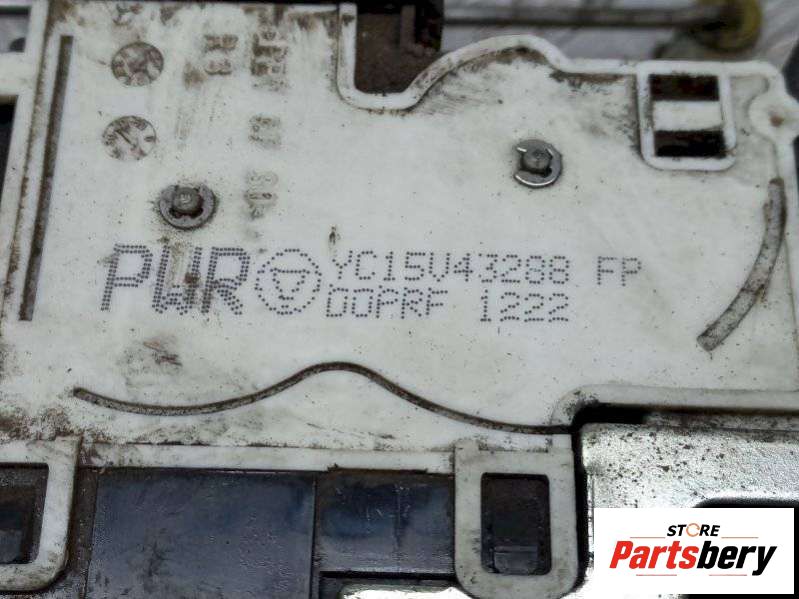 PWR YC15V43288 FP
DOPRF 1222
STORE
Partsbery